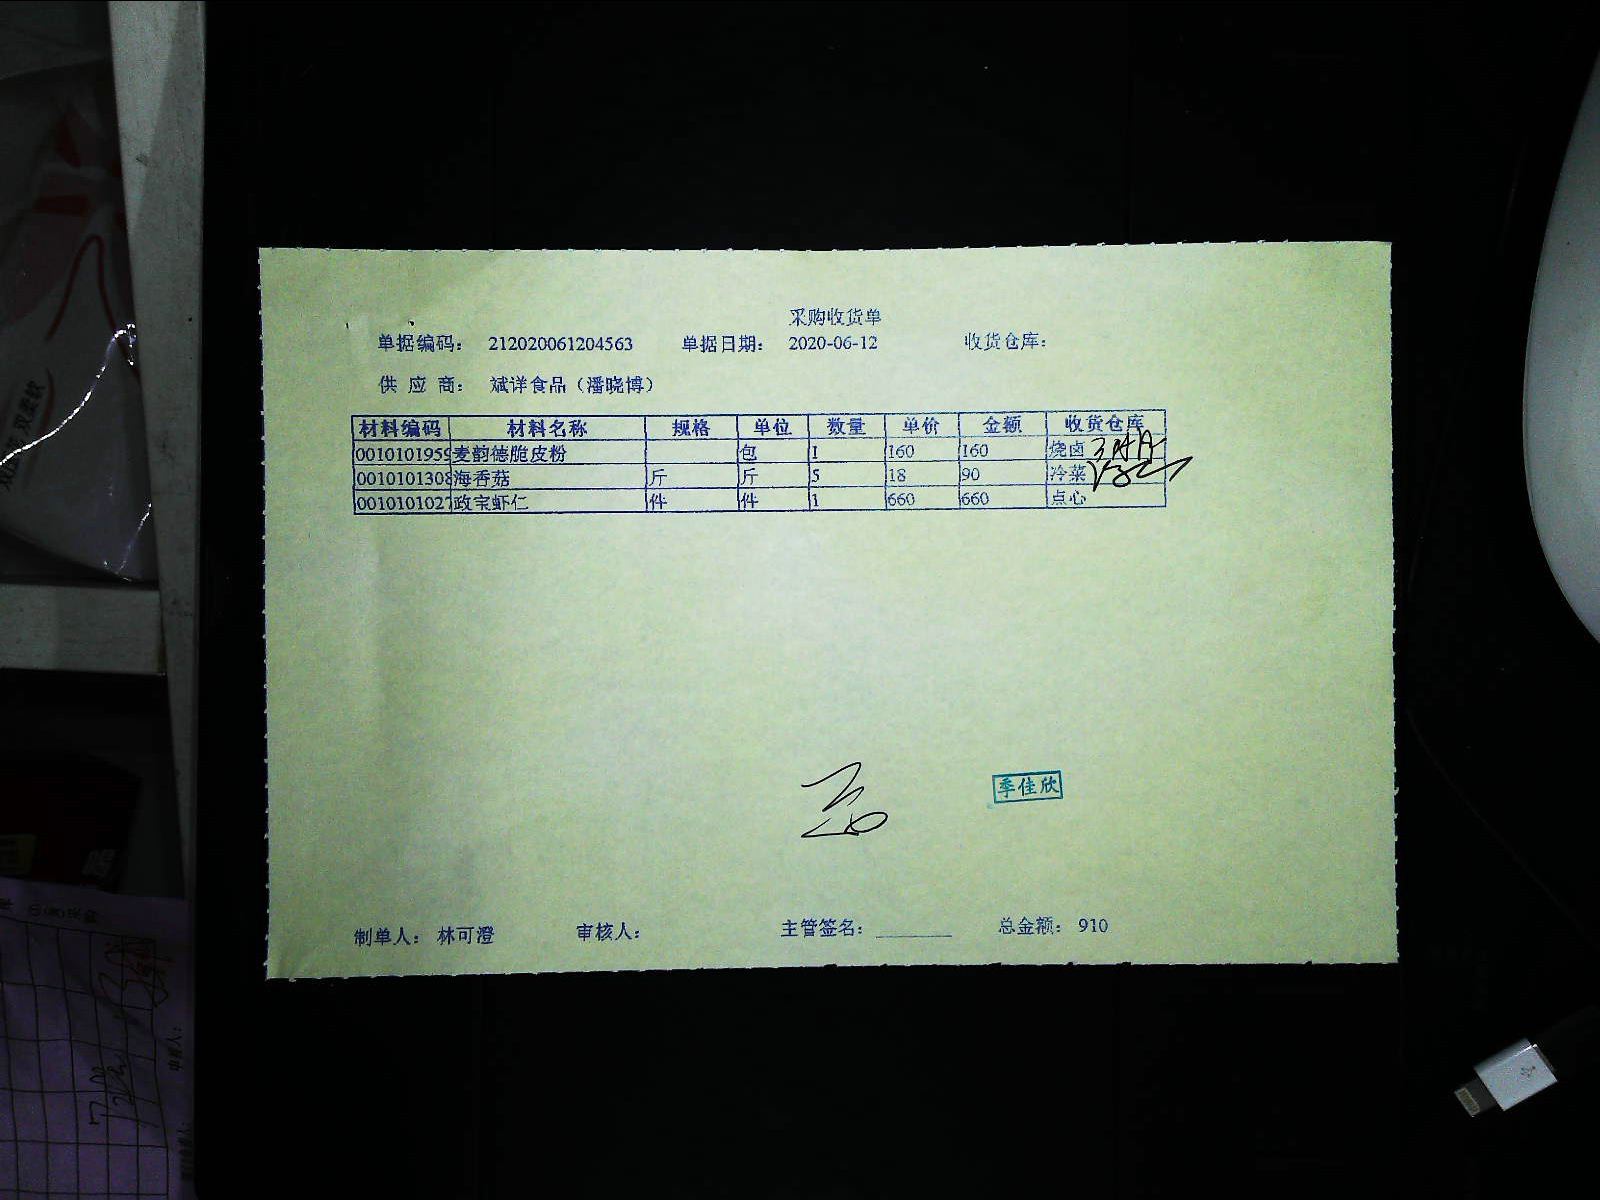 采购收货单
单据编码： 212020061204563 单据日期： 2020-06-12 收货仓库：
供 应 商： 斌详食品（潘晓博）
材料编码 材料名称 规格 单位 数量 单价 金额 收货仓库
0010101959 麦韵德脆皮粉 包 1 160 160 烧卤
0010101308 海香菇 斤 斤 5 18 90 冷菜
0010101027 政宝虾仁 件 件 1 660 660 点心
季佳欣
制单人： 林可澄 审核人： 主管签名： 总金额： 910